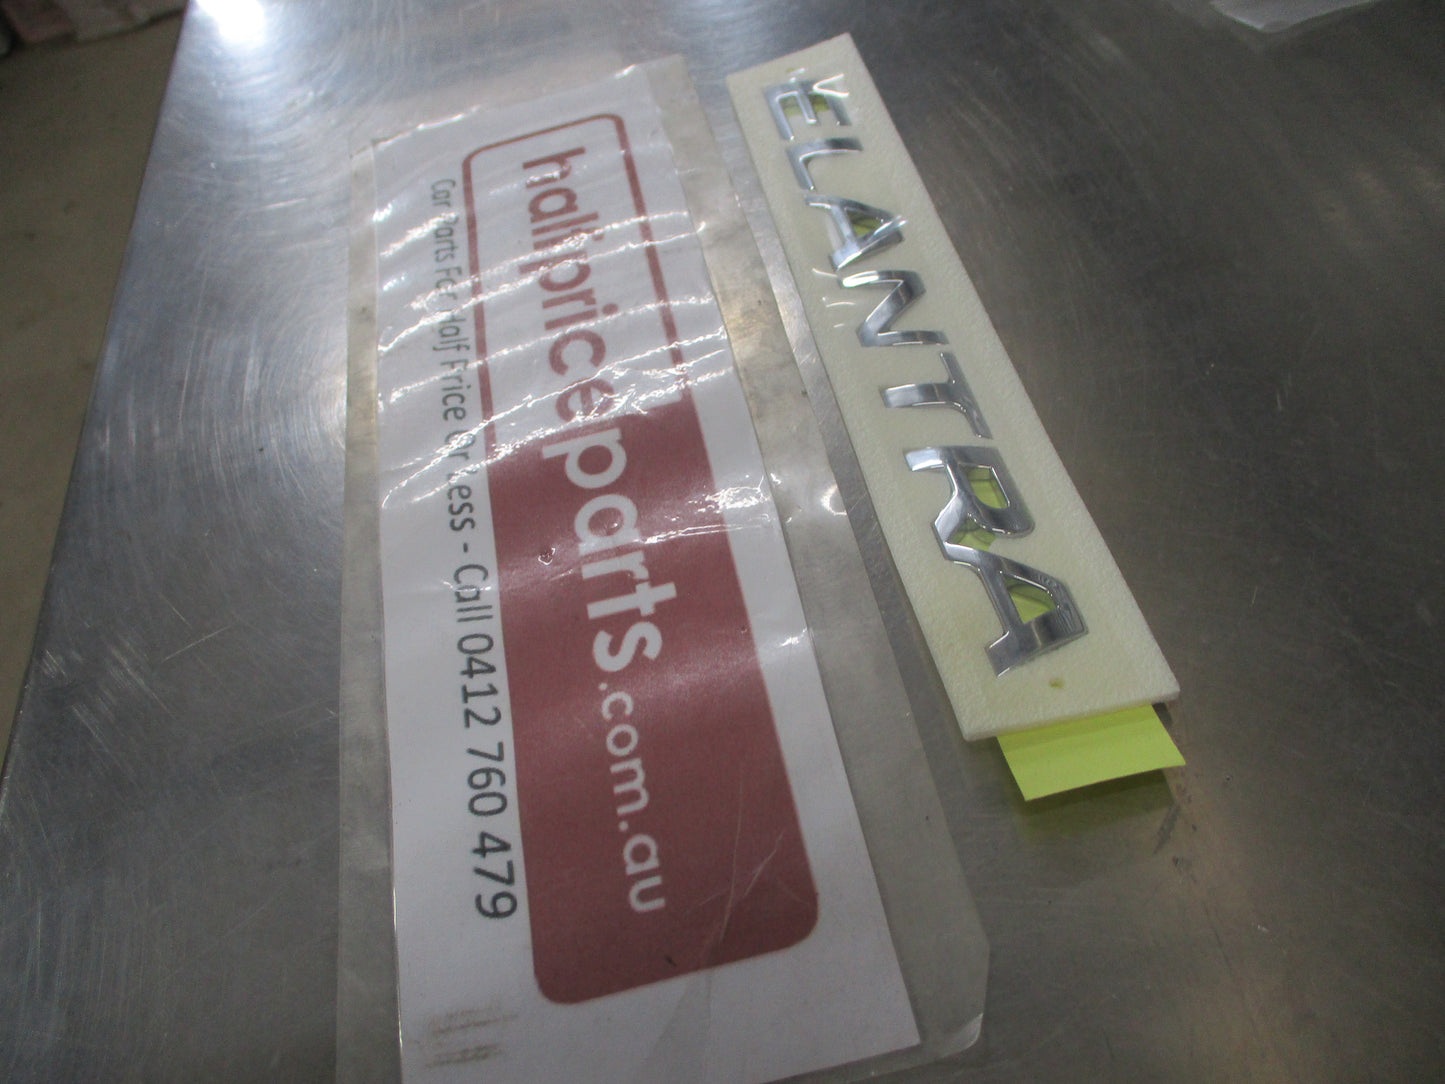 halfpriceparts.com.au
Car Parts For Half Price Or Less - Call 0412 760 479
ELANTRA